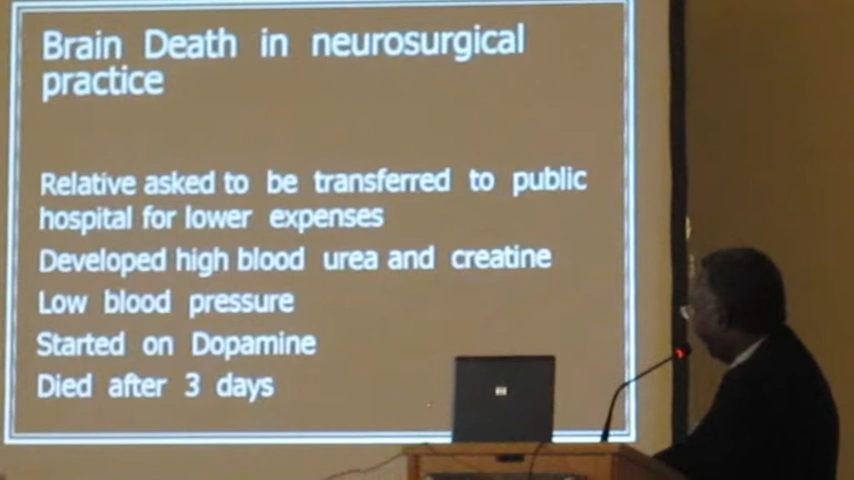 Brain Death in neurosurgical
practice
Relative asked to be transferred to public
hospital for lower expenses
Developed high blood urea and creatine
Low blood pressure
Started on Dopamine
Died after 3 days
hp